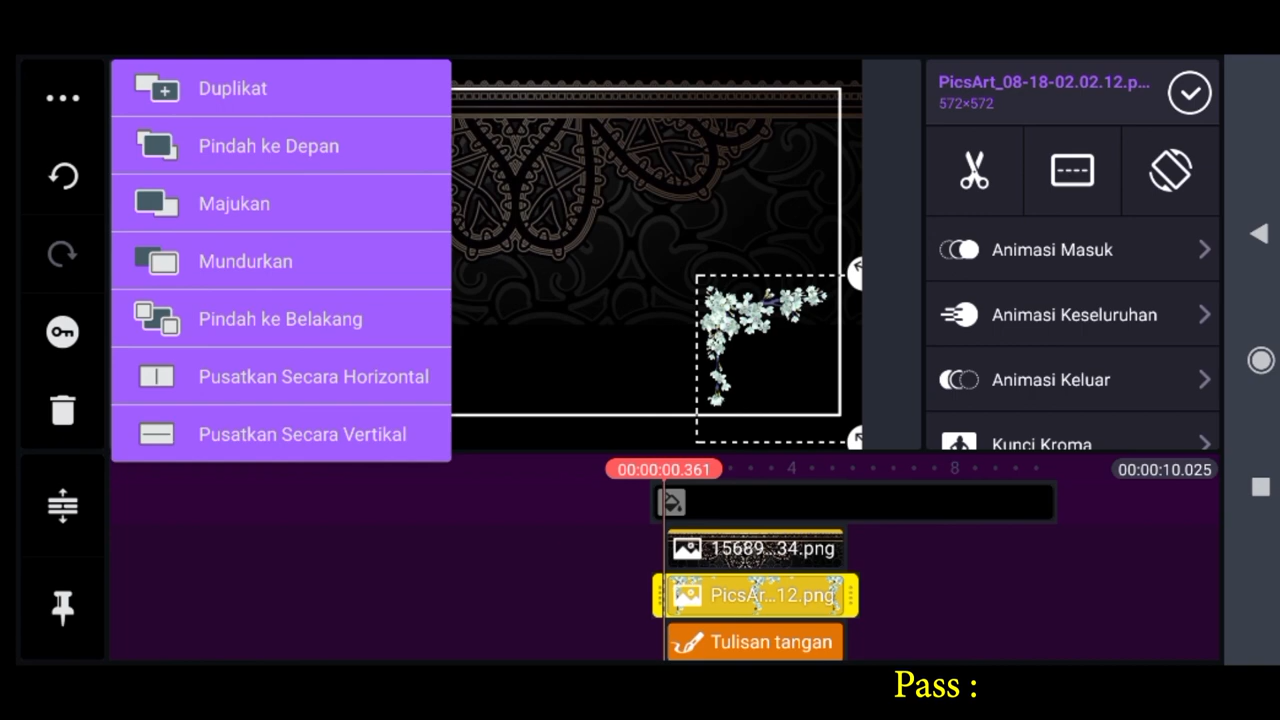 Duplikat
Pindah ke Depan
Majukan
Mundurkan
Pindah ke Belakang
Pusatkan Secara Horizontal
Pusatkan Secara Vertikal
PicsArt_08-18-02.02.12.p...
572×572
Animasi Masuk
Animasi Keseluruhan
Animasi Keluar
Kunci Kroma
00:00:00.361
4
8
00:00:10.025
15689...34.png
PicsAr...12.png
Tulisan tangan
Pass :